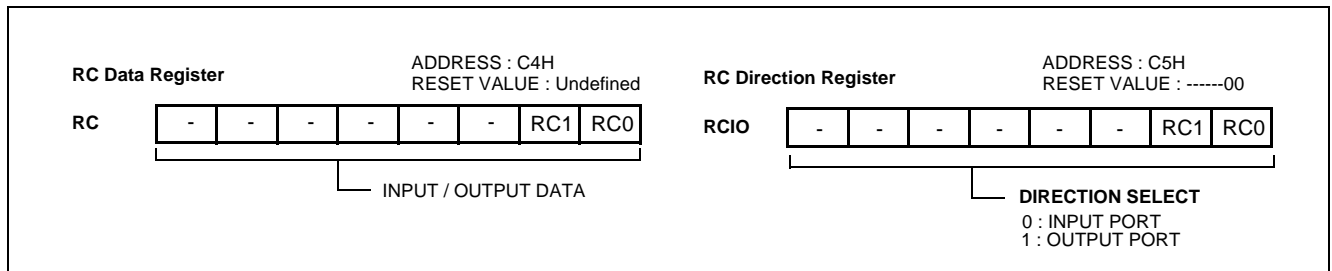 RC Data Register
ADDRESS : C4H
RESET VALUE : Undefined
RC - - - - - - RC1 RC0
INPUT / OUTPUT DATA
RC Direction Register
ADDRESS : C5H
RESET VALUE : ------00
RCIO - - - - - - RC1 RC0
DIRECTION SELECT
0 : INPUT PORT
1 : OUTPUT PORT